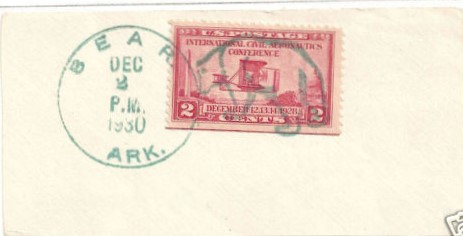 BEAR
DEC
2
P.M.
1930
ARK.
U.S. POSTAGE
INTERNATIONAL CIVIL AERONAUTICS
CONFERENCE
DECEMBER 12.13.14 1928
2 CENTS 2